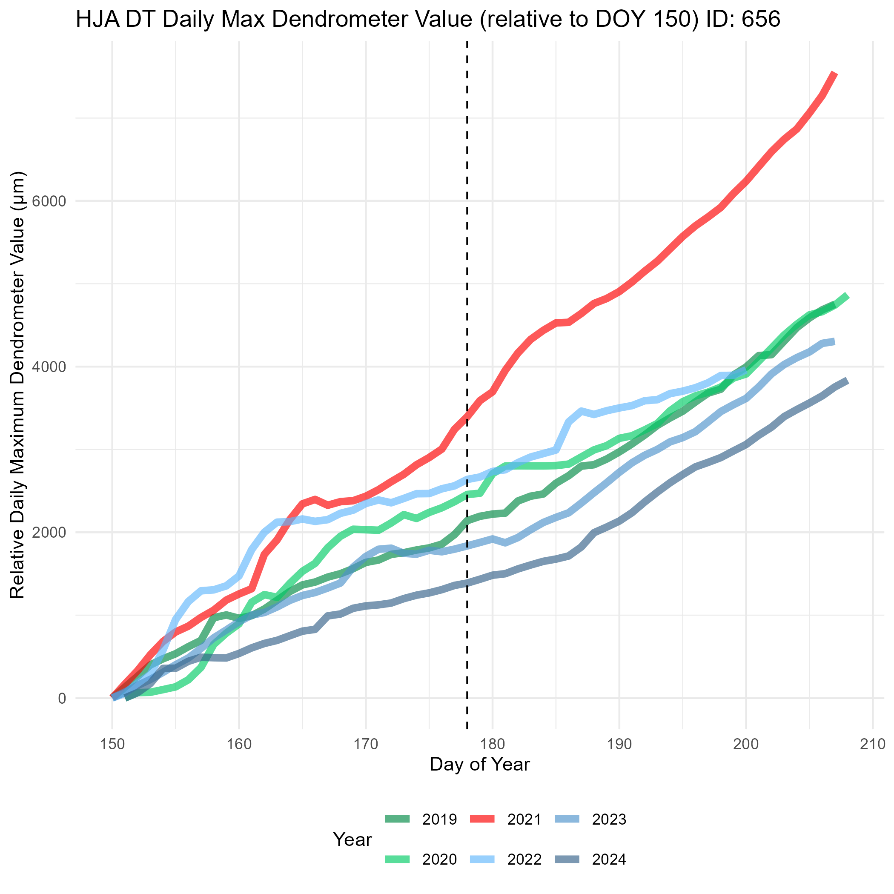 HJA DT Daily Max Dendrometer Value (relative to DOY 150) ID: 656
Relative Daily Maximum Dendrometer Value (μm)
6000
4000
2000
0
150 160 170 180 190 200 210
Day of Year
Year
2019 2021 2023
2020 2022 2024